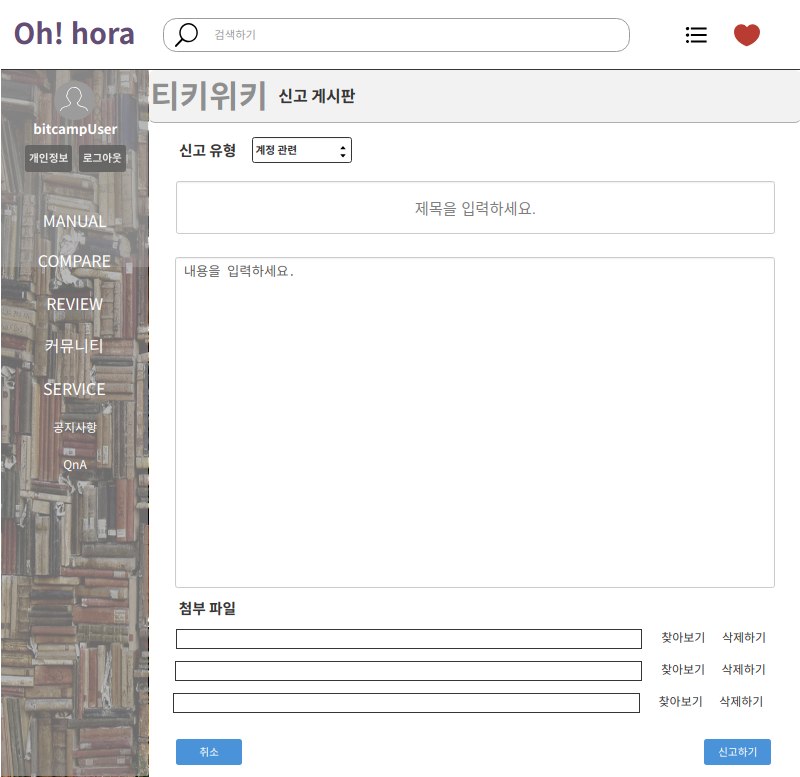 Oh! hora
검색하기
bitcampUser
개인정보 로그아웃
MANUAL
COMPARE
REVIEW
커뮤니티
SERVICE
공지사항
QnA
티키위키 신고 게시판
신고 유형 계정 관련
제목을 입력하세요.
내용을 입력하세요.
첨부 파일
찾아보기 삭제하기
찾아보기 삭제하기
찾아보기 삭제하기
취소 신고하기